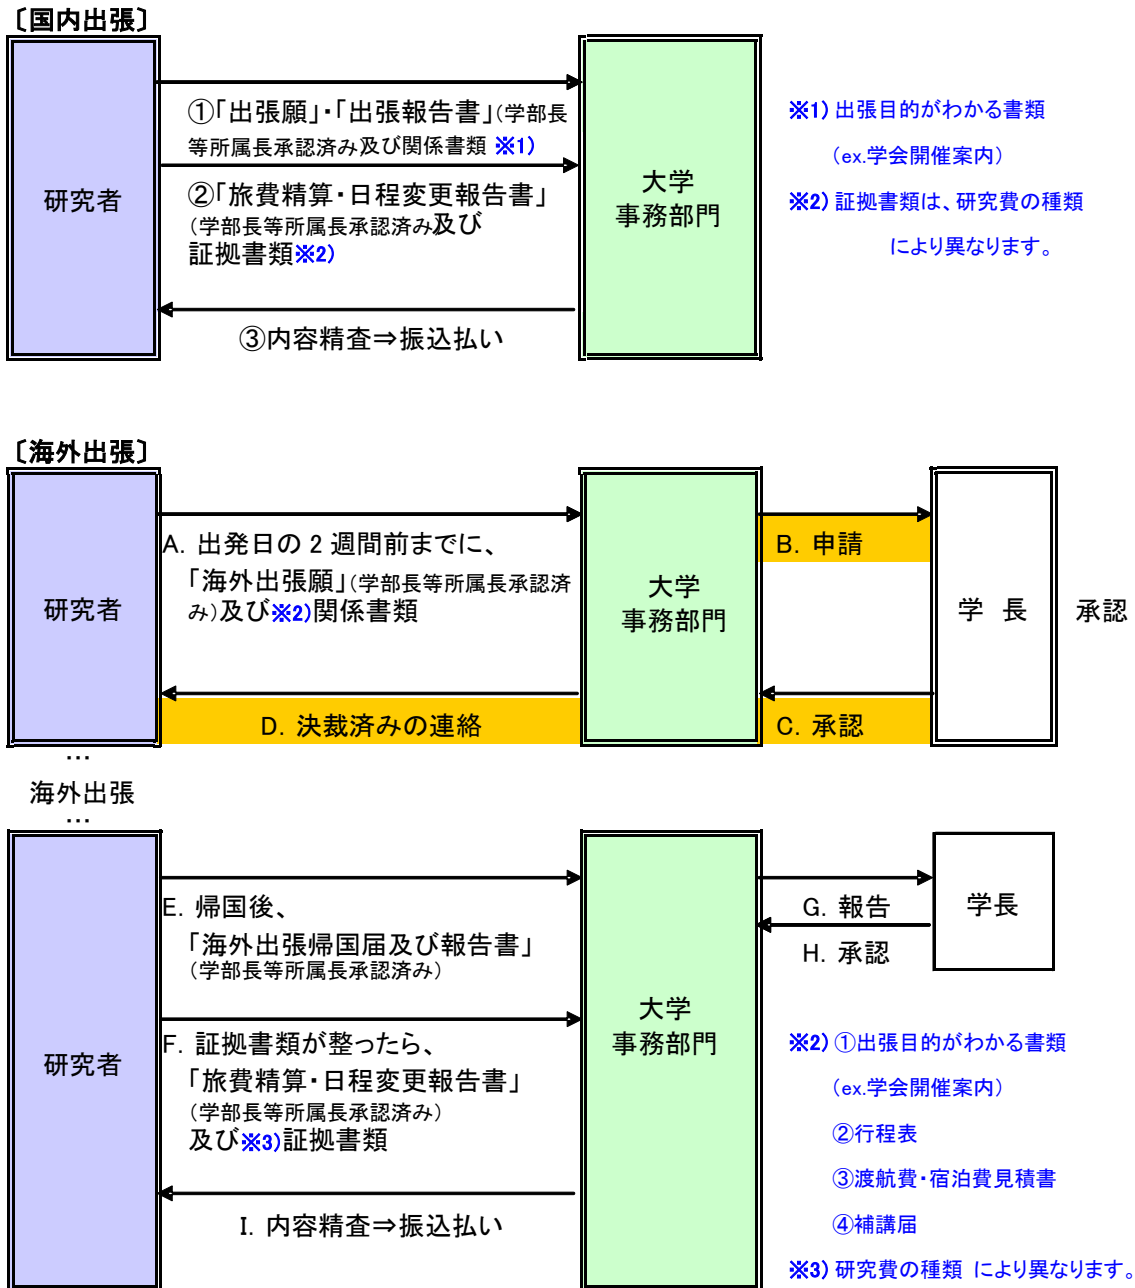 〔国内出張〕
研究者
①「出張願」・「出張報告書」（学部長
等所属長承認済み及び関係書類 ※1)
②「旅費精算・日程変更報告書」
（学部長等所属長承認済み及び
証拠書類※2)
③内容精査⇒振込払い
大学
事務部門
※1) 出張目的がわかる書類
（ex.学会開催案内）
※2) 証拠書類は、研究費の種類
により異なります。
〔海外出張〕
研究者
A. 出発日の 2 週間前までに、
「海外出張願」（学部長等所属長承認済
み）及び※2)関係書類
D. 決裁済みの連絡
大学
事務部門
B. 申請
C. 承認
学 長
承認
…
海外出張
…
研究者
E. 帰国後、
「海外出張帰国届及び報告書」
（学部長等所属長承認済み）
F. 証拠書類が整ったら、
「旅費精算・日程変更報告書」
（学部長等所属長承認済み）
及び※3)証拠書類
I. 内容精査⇒振込払い
大学
事務部門
G. 報告
H. 承認
学長
※2) ①出張目的がわかる書類
（ex.学会開催案内）
②行程表
③渡航費・宿泊費見積書
④補講届
※3) 研究費の種類 により異なります。